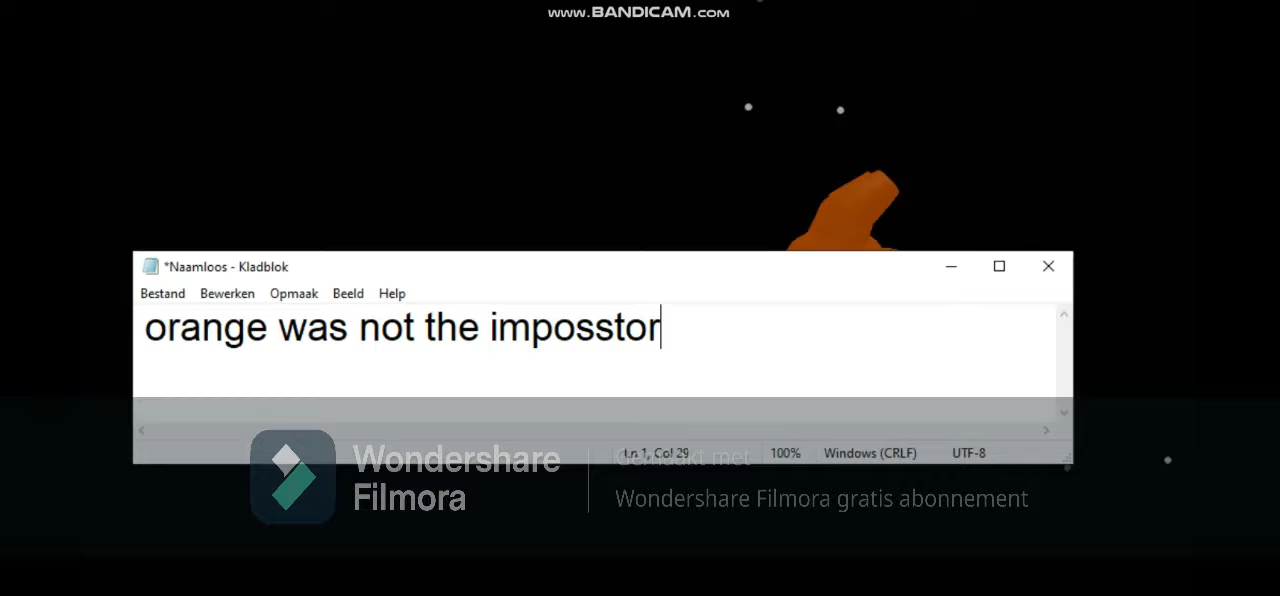 www.BANDICAM.com
*Naamloos - Kladblok
Bestand Bewerken Opmaak Beeld Help
orange was not the imposstor
Ln 1, Col 29 100% Windows (CRLF) UTF-8
Wondershare
Filmora
Gemaakt met
Wondershare Filmora gratis abonnement